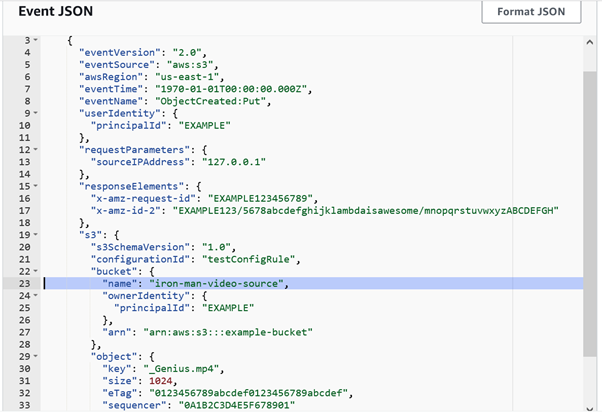 Event JSON
Format JSON
3 {
4 "eventVersion": "2.0",
5 "eventSource": "aws:s3",
6 "awsRegion": "us-east-1",
7 "eventTime": "1970-01-01T00:00:00.000Z",
8 "eventName": "ObjectCreated:Put",
9 "userIdentity": {
10 "principalId": "EXAMPLE"
11 },
12 "requestParameters": {
13 "sourceIPAddress": "127.0.0.1"
14 },
15 "responseElements": {
16 "x-amz-request-id": "EXAMPLE123456789",
17 "x-amz-id-2": "EXAMPLE123/5678abcdefghijklambdaisawesome/mnopqrstuvwxyzABCDEFGH"
18 },
19 "s3": {
20 "s3SchemaVersion": "1.0",
21 "configurationId": "testConfigRule",
22 "bucket": {
23 "name": "iron-man-video-source",
24 "ownerIdentity": {
25 "principalId": "EXAMPLE"
26 },
27 "arn": "arn:aws:s3:::example-bucket"
28 },
29 "object": {
30 "key": "_Genius.mp4",
31 "size": 1024,
32 "eTag": "0123456789abcdef0123456789abcdef",
33 "sequencer": "0A1B2C3D4E5F678901"